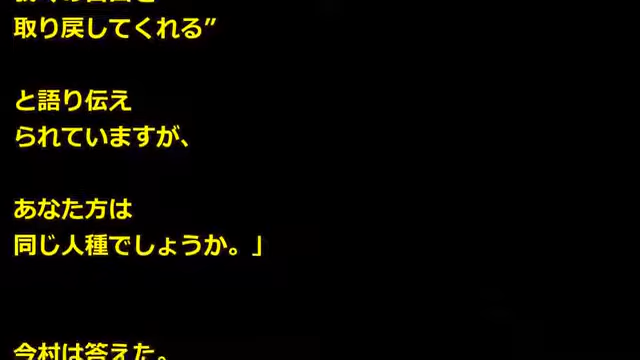 取り戻してくれる”
と語り伝え
られていますが、
あなた方は
同じ人種でしょうか。」
今村は答えた。